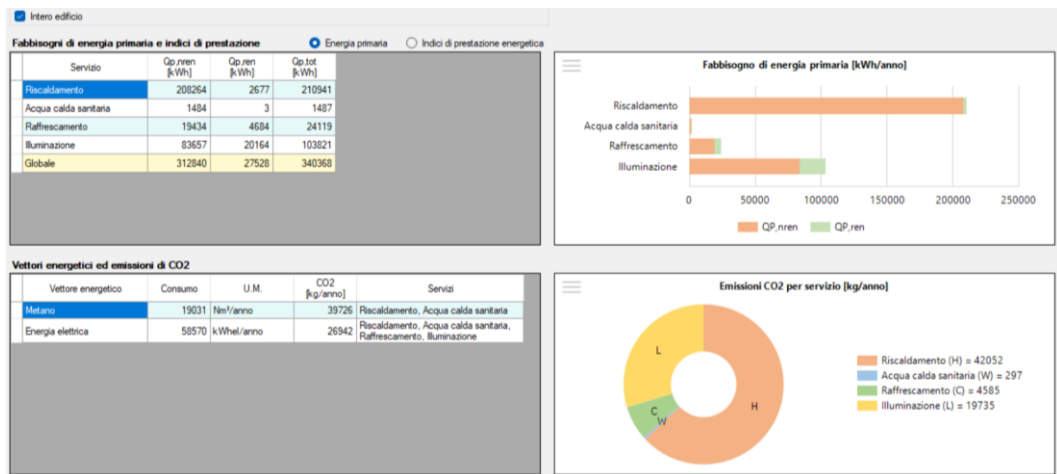 Intero edificio
Fabbisogni di energia primaria e indici di prestazione
Energia primaria
Indici di prestazione energetica
Servizio Qp,nren [kWh] Qp,ren [kWh] Qp,tot [kWh]
Riscaldamento 208264 2677 210941
Acqua calda sanitaria 1484 3 1487
Raffrescamento 19434 4684 24119
Illuminazione 83657 20164 103821
Globale 312840 27528 340368
Fabbisogno di energia primaria [kWh/anno]
Riscaldamento
Acqua calda sanitaria
Raffrescamento
Illuminazione
0 50000 100000 150000 200000 250000
QP,nren QP,ren
Vettori energetici ed emissioni di CO2
Vettore energetico Consumo U.M. CO2 [kg/anno] Servizi
Metano 19031 Nm³/anno 39726 Riscaldamento, Acqua calda sanitaria
Energia elettrica 58570 kWhel/anno 26942 Riscaldamento, Acqua calda sanitaria,
Raffrescamento, Illuminazione
Emissioni CO2 per servizio [kg/anno]
L
C
W
H
Riscaldamento (H) = 42052
Acqua calda sanitaria (W) = 297
Raffrescamento (C) = 4585
Illuminazione (L) = 19735